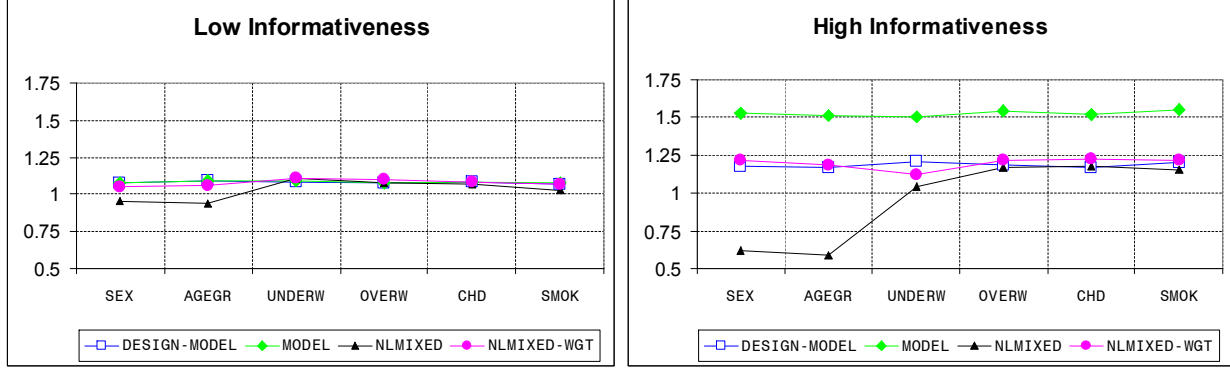 Low Informativeness
1.75
1.5
1.25
1
0.75
0.5
SEX AGEGR UNDERW OVERW CHD SMOK
DESIGN-MODEL MODEL NLMIXED NLMIXED-WGT
High Informativeness
1.75
1.5
1.25
1
0.75
0.5
SEX AGEGR UNDERW OVERW CHD SMOK
DESIGN-MODEL MODEL NLMIXED NLMIXED-WGT